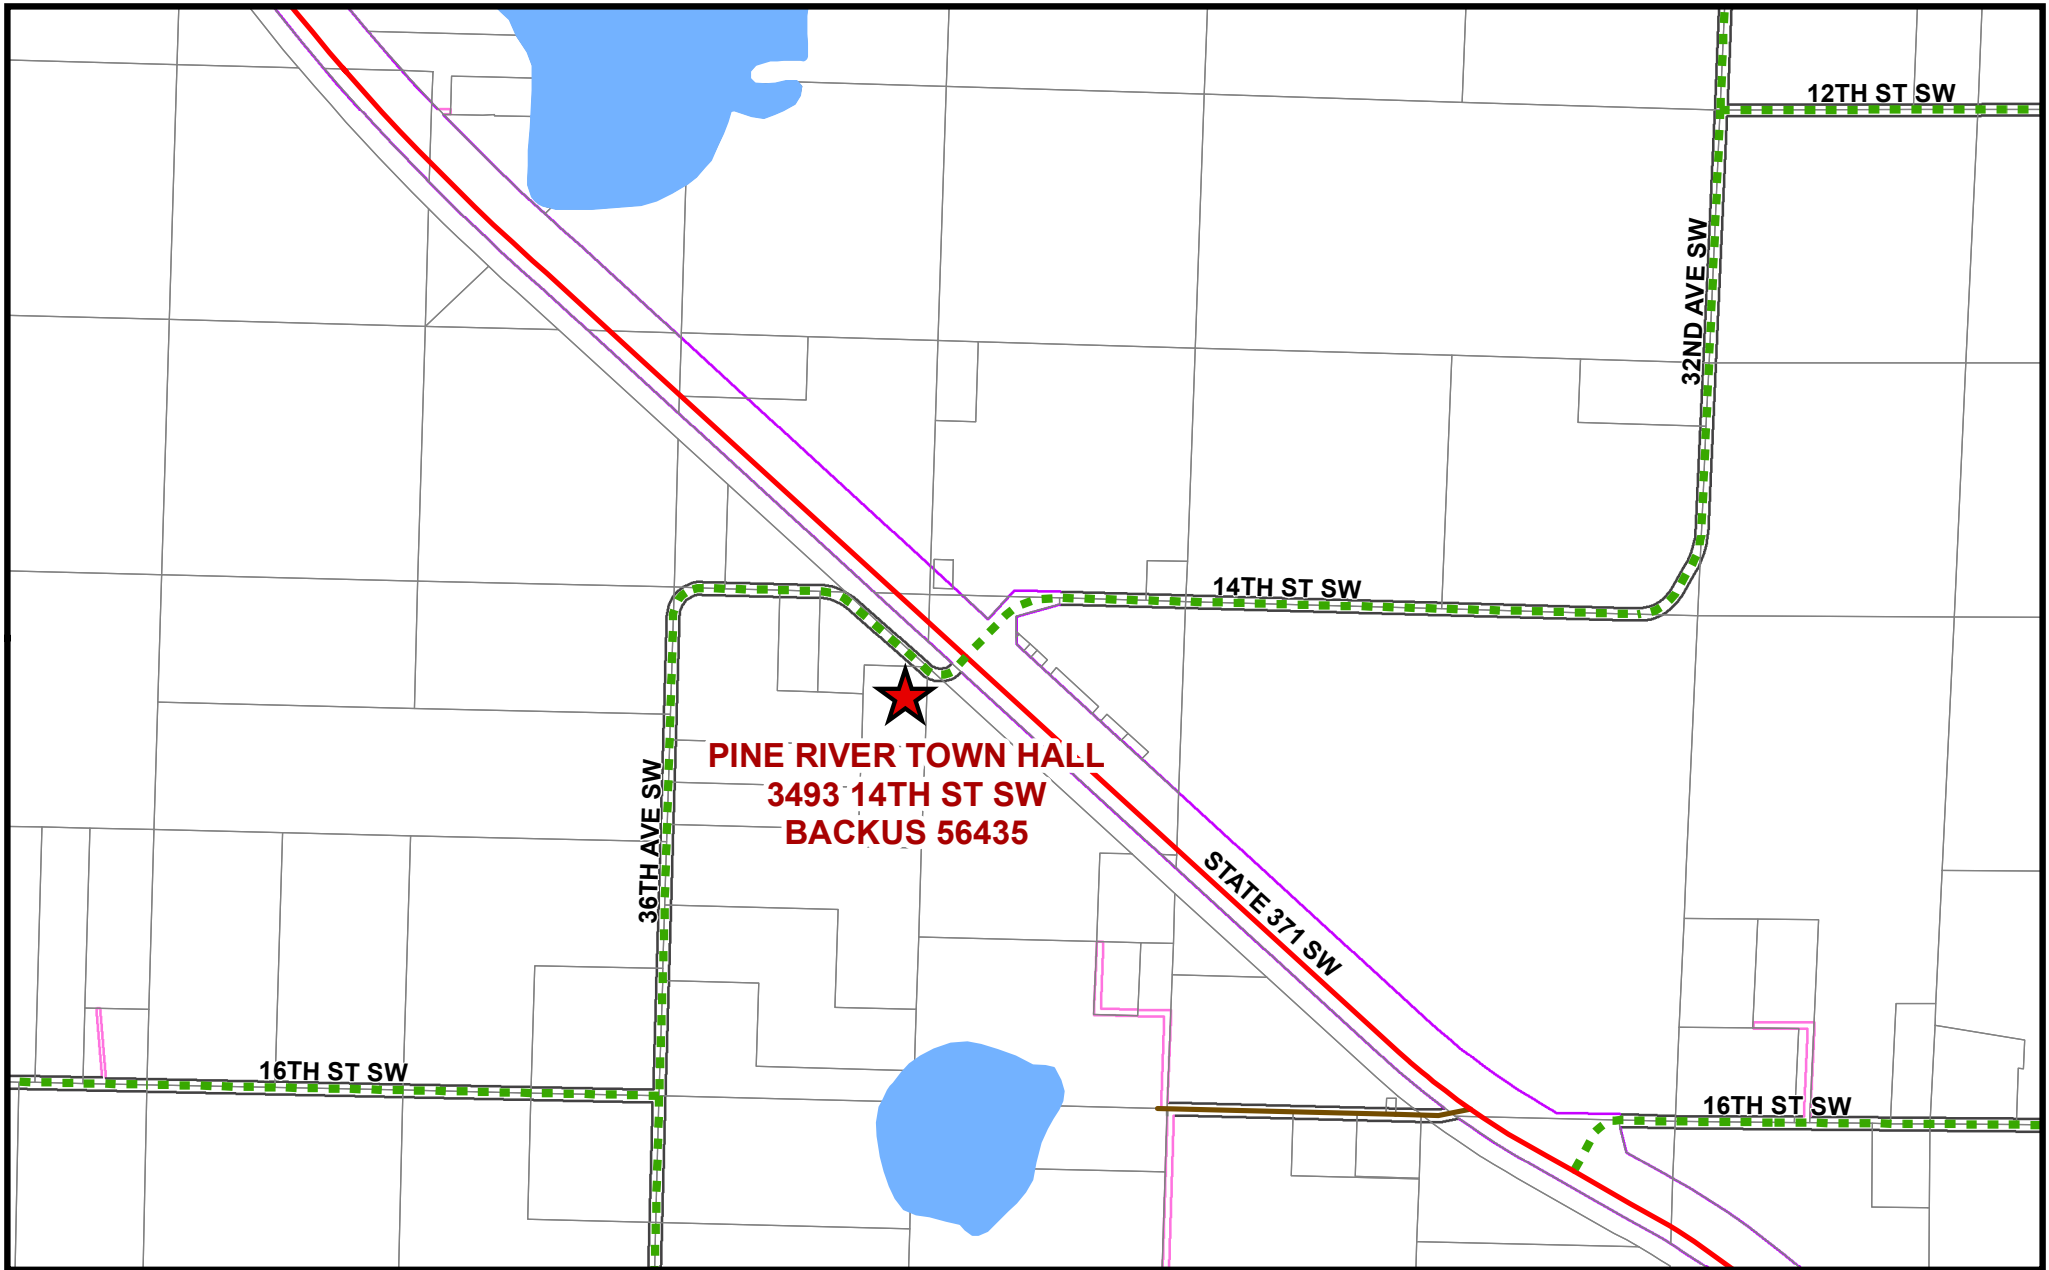 12TH ST SW
32ND AVE SW
14TH ST SW
PINE RIVER TOWN HALL
3493 14TH ST SW
BACKUS 56435
36TH AVE SW
STATE 371 SW
16TH ST SW
16TH ST SW